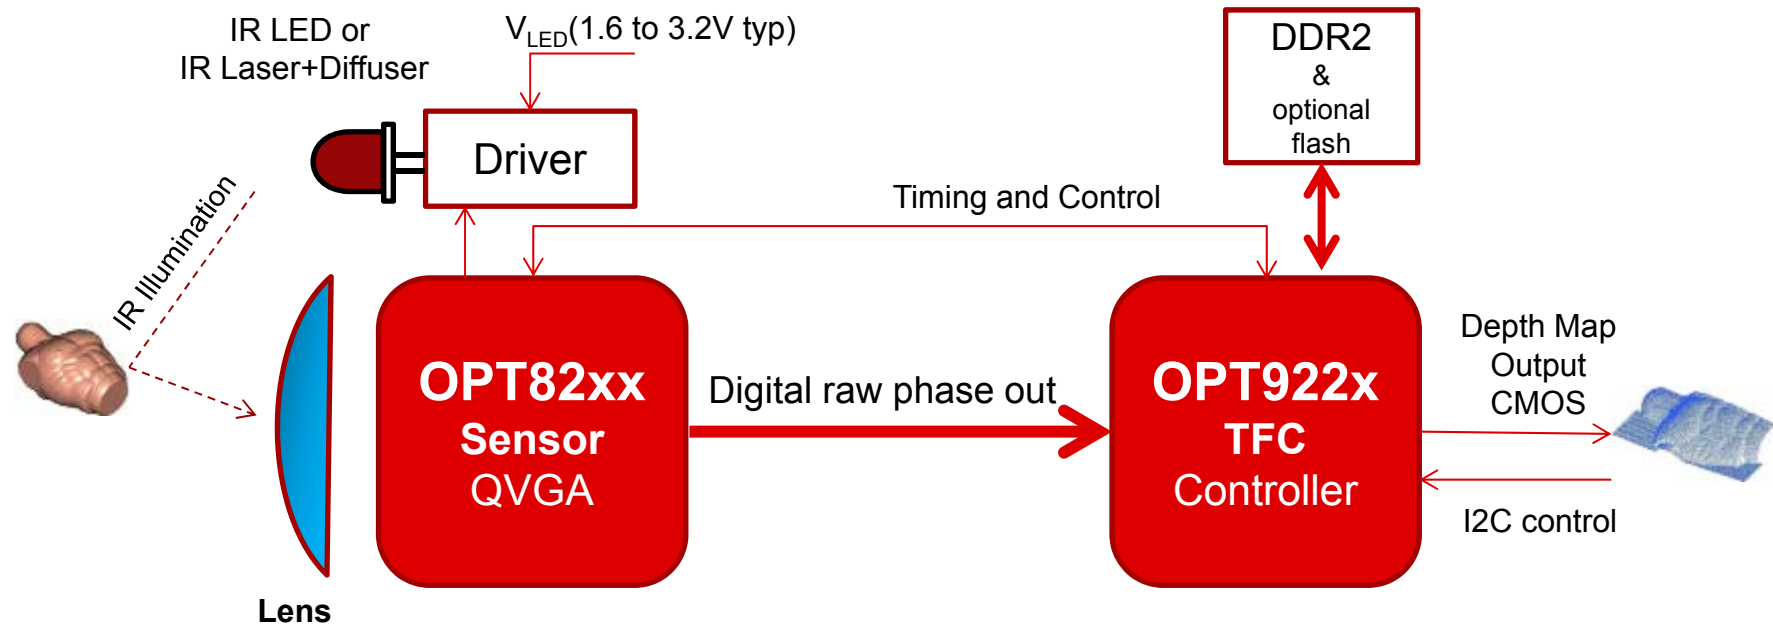 IR LED or
IR Laser+Diffuser
VLED(1.6 to 3.2V typ)
Driver
DDR2
&
optional
flash
Timing and Control
IR Illumination
OPT82xx
Sensor
QVGA
Digital raw phase out
OPT922x
TFC
Controller
Depth Map
Output
CMOS
I2C control
Lens